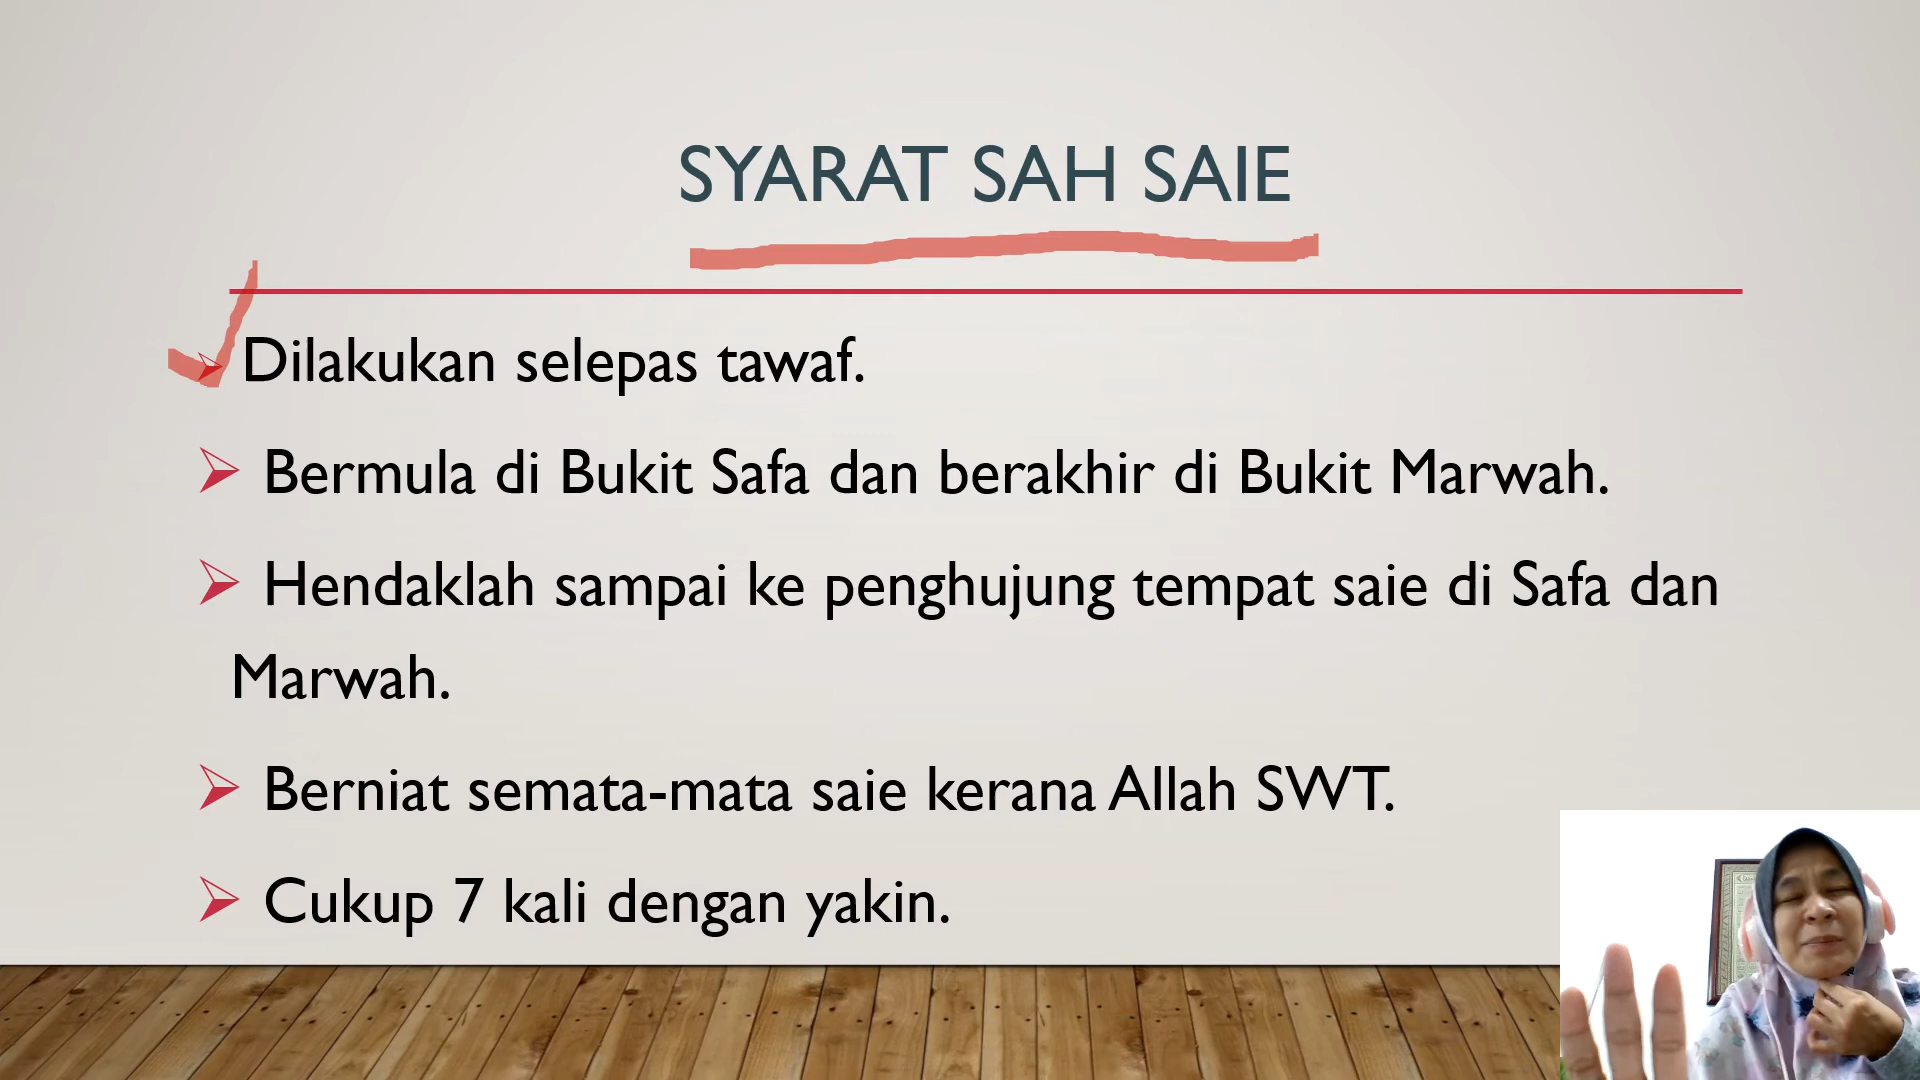 SYARAT SAH SAIE
Dilakukan selepas tawaf.
Bermula di Bukit Safa dan berakhir di Bukit Marwah.
Hendaklah sampai ke penghujung tempat saie di Safa dan
Marwah.
Berniat semata-mata saie kerana Allah SWT.
Cukup 7 kali dengan yakin.